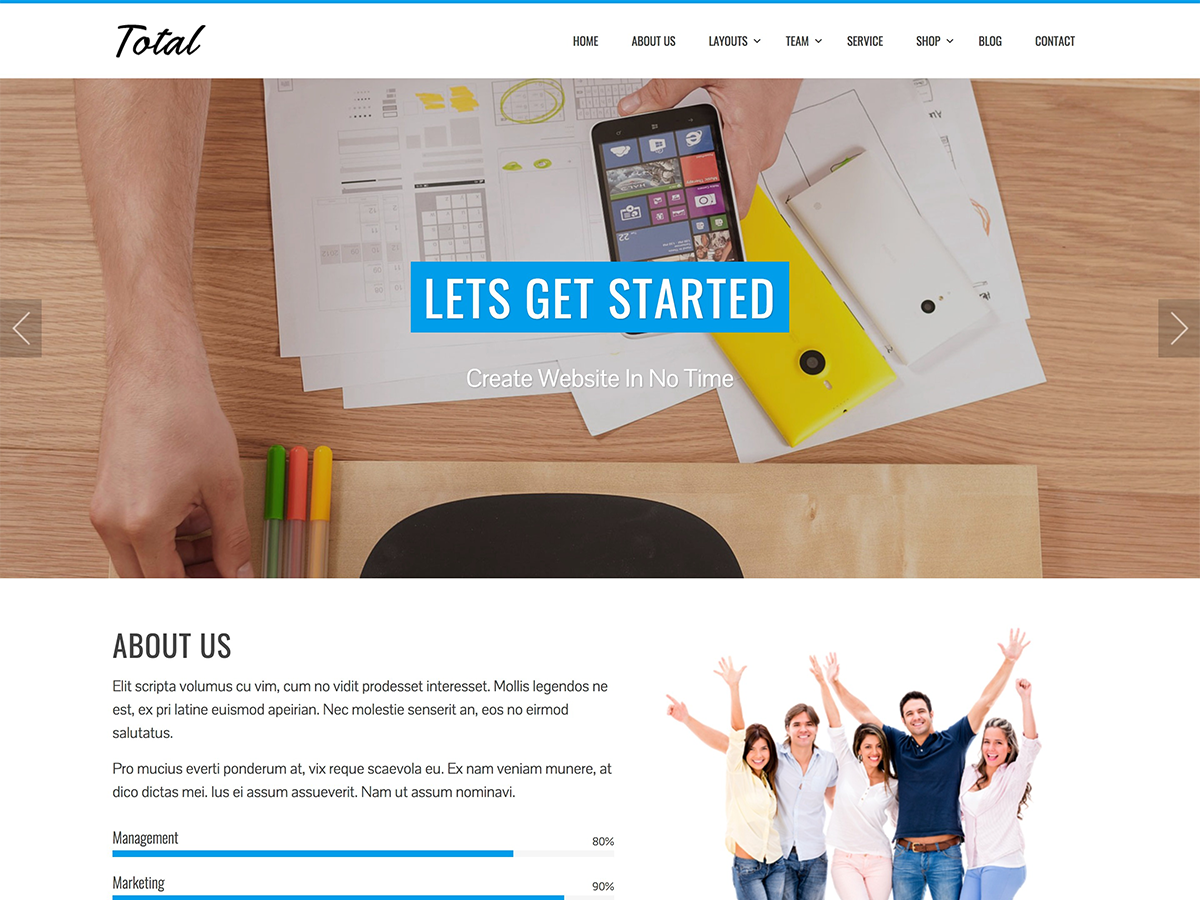 Total
HOME ABOUT US LAYOUTS TEAM SERVICE SHOP BLOG CONTACT
LETS GET STARTED
Create Website In No Time
ABOUT US
Elit scripta volumus cu vim, cum no vidit prodesset interesset. Mollis legendos ne
est, ex pri latine euismod apeirian. Nec molestie senserit an, eos no eirmod
salutatus.
Pro mucius everti ponderum at, vix reque scaevola eu. Ex nam veniam munere, at
dico dictas mei. Ius ei assum assueverit. Nam ut assum nominavi.
Management 80%
Marketing 90%